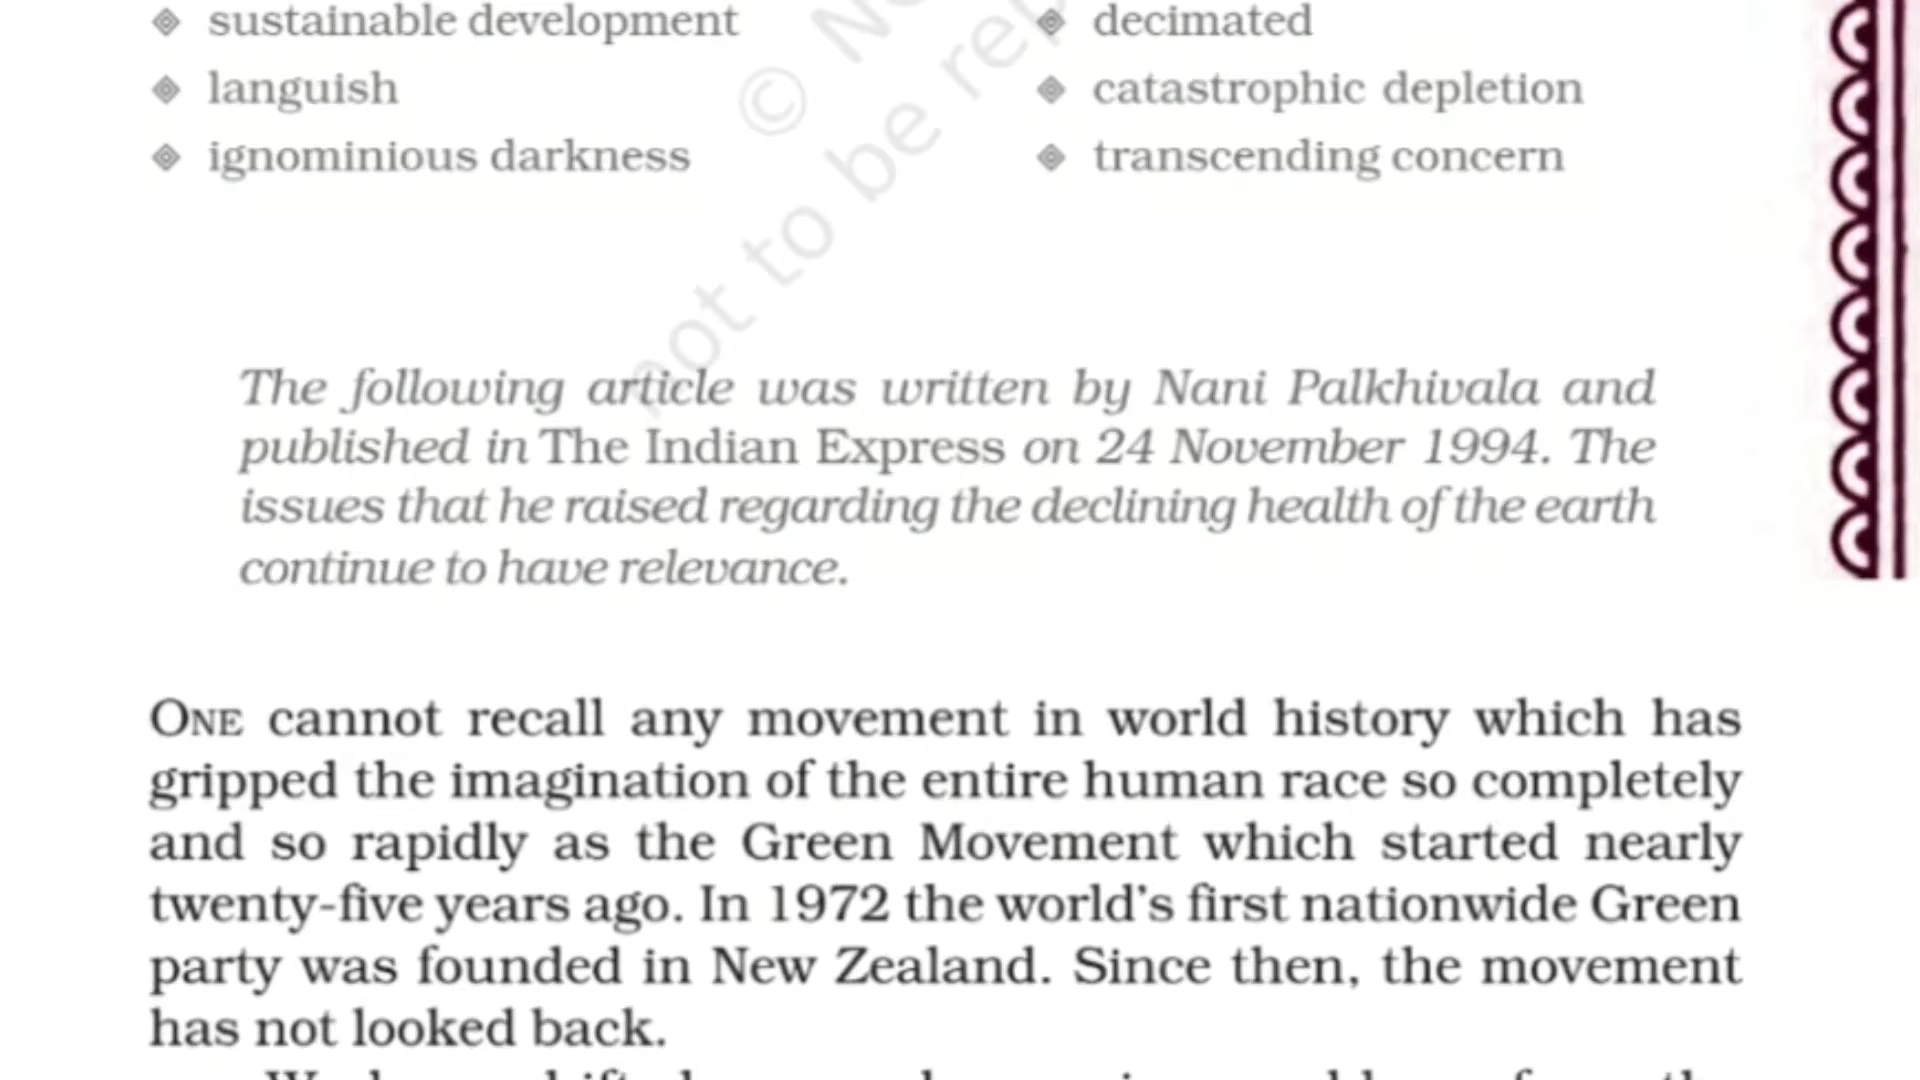 sustainable development
decimated
languish
catastrophic depletion
ignominious darkness
transcending concern
©
not to be rep
The following article was written by Nani Palkhivala and
published in The Indian Express on 24 November 1994. The
issues that he raised regarding the declining health of the earth
continue to have relevance.
ONE cannot recall any movement in world history which has
gripped the imagination of the entire human race so completely
and so rapidly as the Green Movement which started nearly
twenty-five years ago. In 1972 the world's first nationwide Green
party was founded in New Zealand. Since then, the movement
has not looked back.